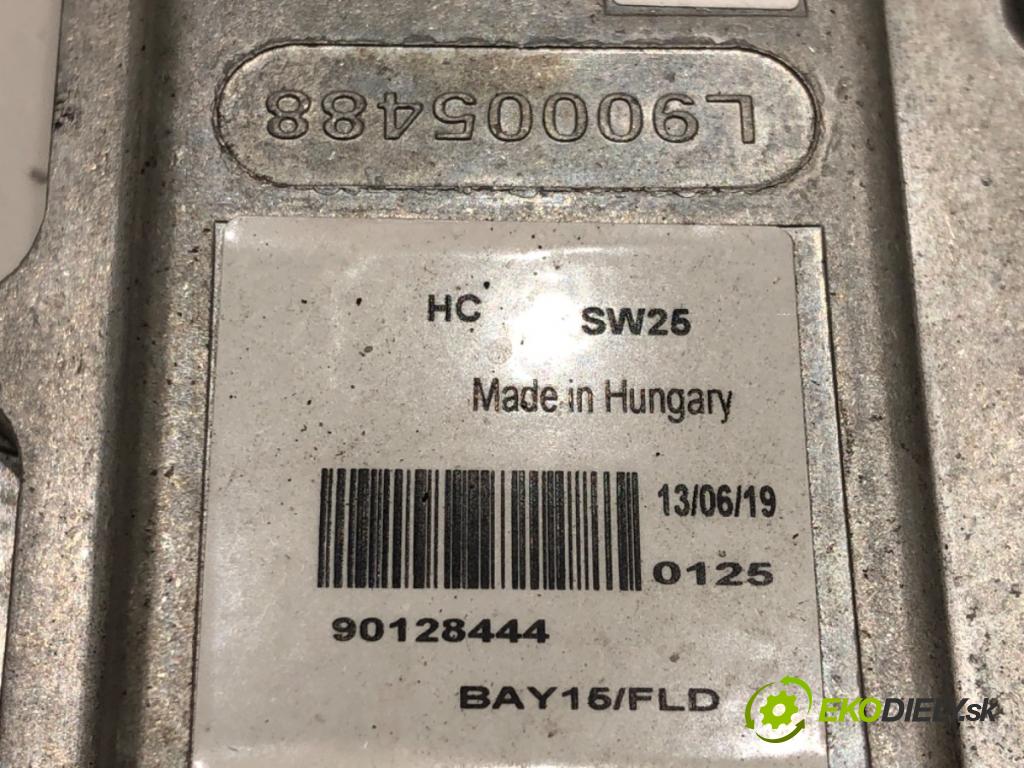 L90005488
HC SW25
Made in Hungary
13/06/19
0125
90128444
BAY15/FLD
EKODIELY.sk